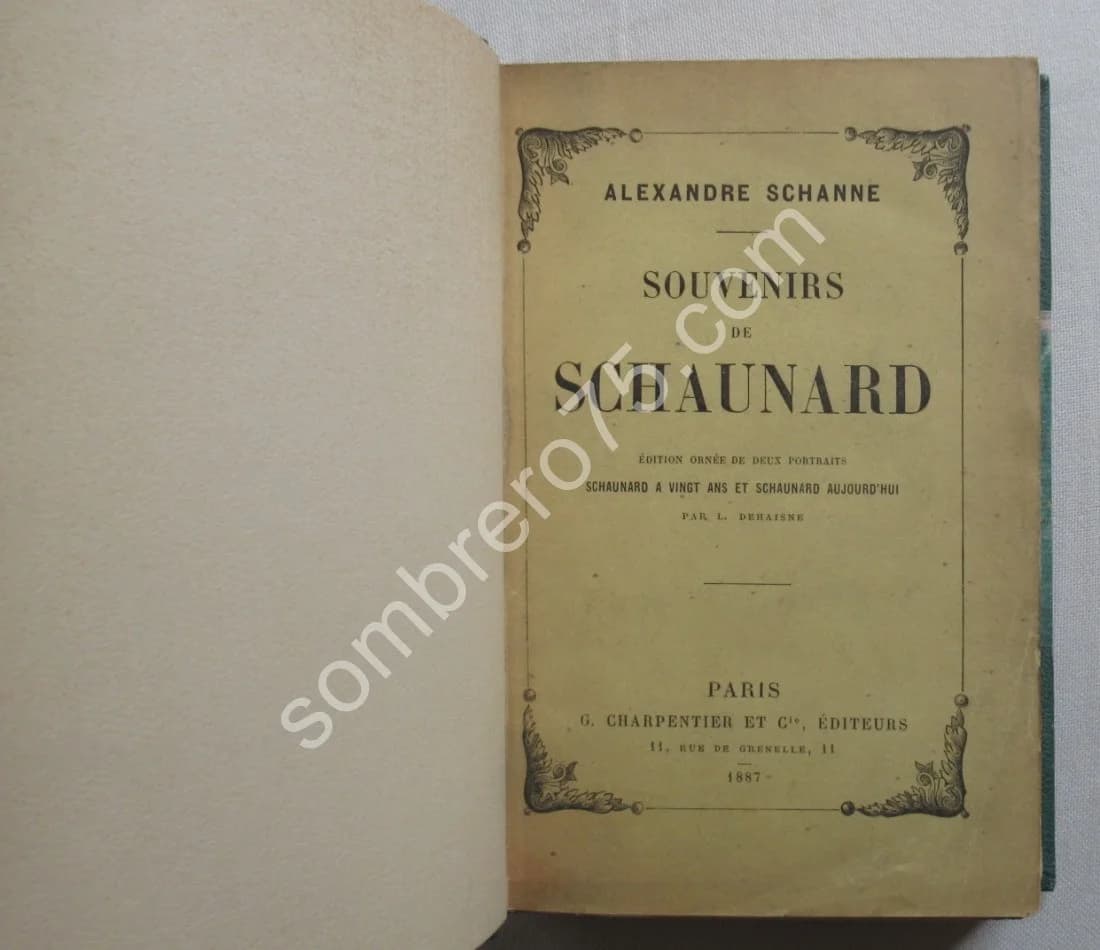 ALEXANDRE SCHANNE
SOUVENIRS
DE
SCHAUNARD
ÉDITION ORNÉE DE DEUX PORTRAITS
SCHAUNARD A VINGT ANS ET SCHAUNARD AUJOURD'HUI
PAR L. DEHAISNE
PARIS
G. CHARPENTIER ET Cie, ÉDITEURS
11, RUE DE GRENELLE, 11
1887
sombrero75.com